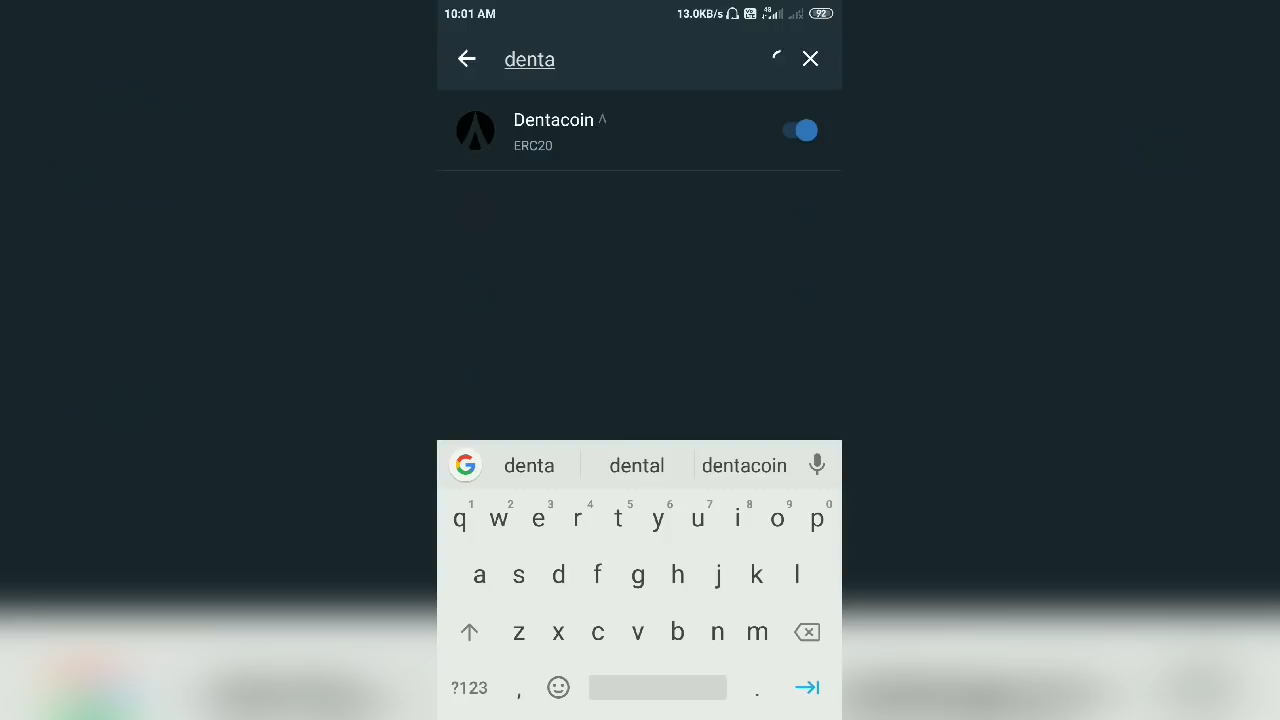 10:01 AM 13.0KB/s 4G 92
denta
Dentacoin Λ
ERC20
G denta dental dentacoin
1 2 3 4 5 6 7 8 9 0
q w e r t y u i o p
a s d f g h j k l
z x c v b n m
?123 , .